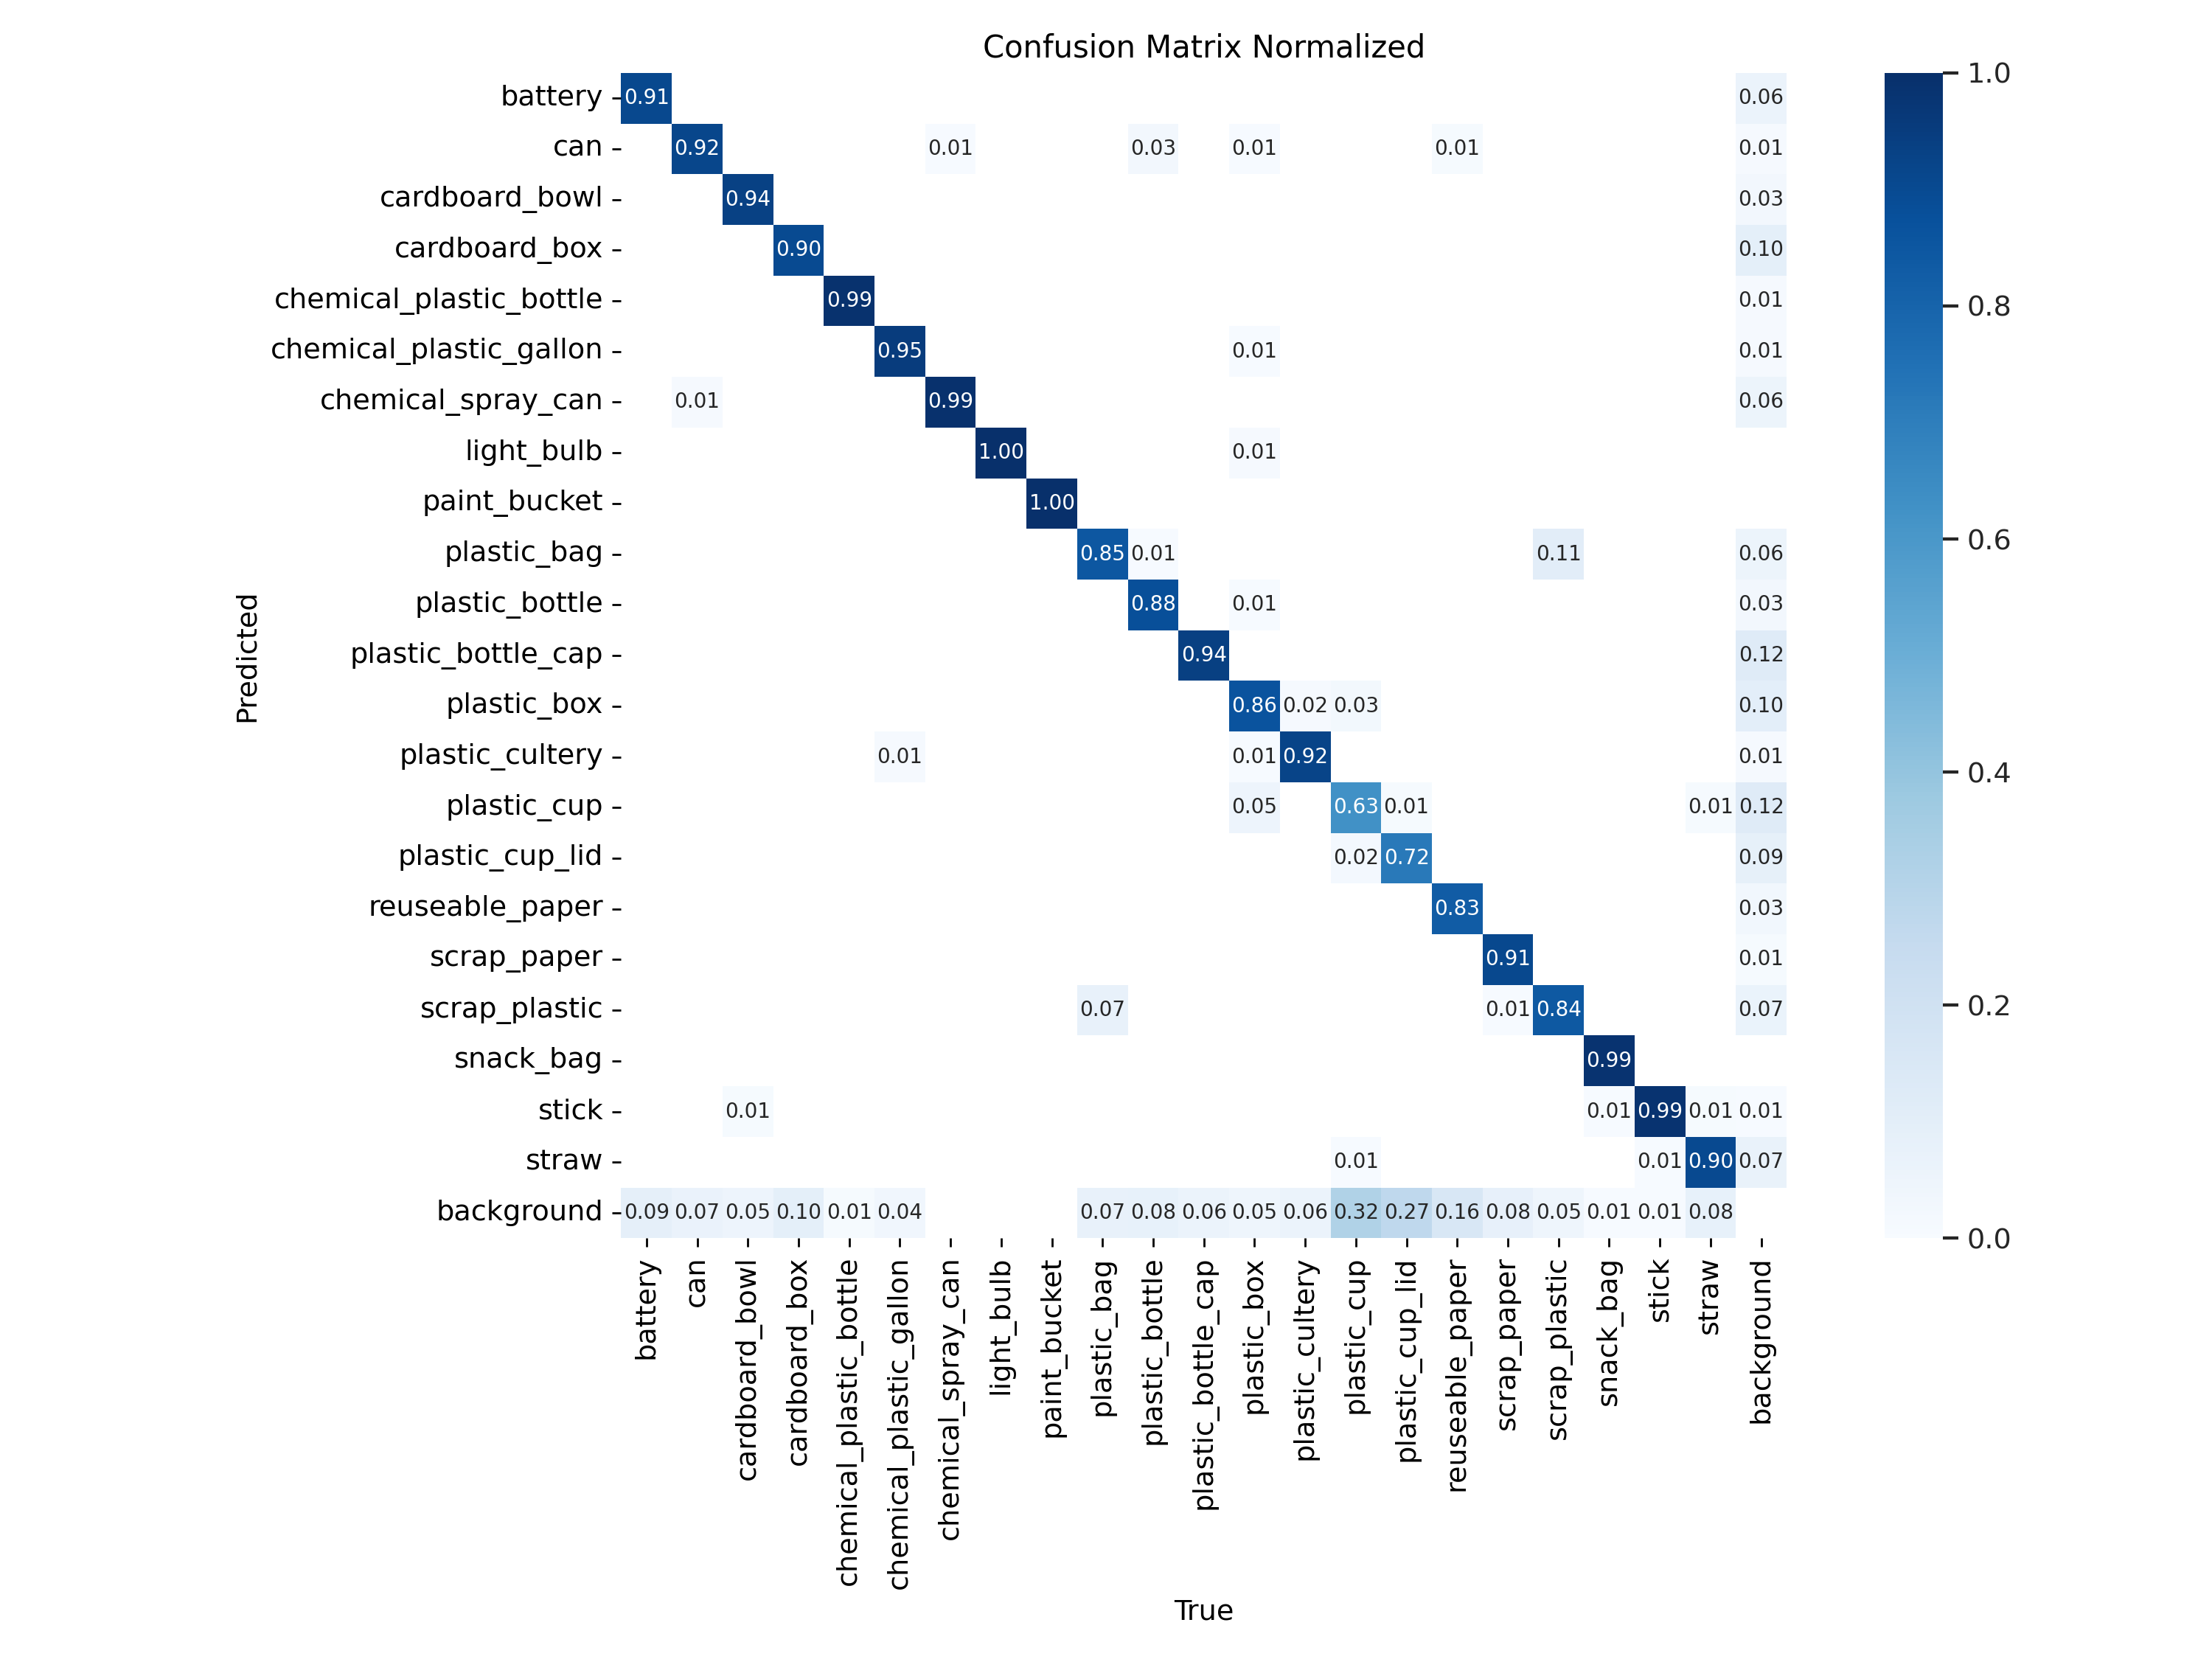 Confusion Matrix Normalized
battery 0.91 0.06
can 0.92 0.01 0.03 0.01 0.01 0.01
cardboard_bowl 0.94 0.03
cardboard_box 0.90 0.10
chemical_plastic_bottle 0.99 0.01
chemical_plastic_gallon 0.95 0.01 0.01
chemical_spray_can 0.01 0.99 0.06
light_bulb 1.00 0.01
paint_bucket 1.00
plastic_bag 0.85 0.01 0.11 0.06
plastic_bottle 0.88 0.01 0.03
plastic_bottle_cap 0.94 0.12
plastic_box 0.86 0.02 0.03 0.10
plastic_cultery 0.01 0.01 0.92 0.01
plastic_cup 0.05 0.63 0.01 0.01 0.12
plastic_cup_lid 0.02 0.72 0.09
reuseable_paper 0.83 0.03
scrap_paper 0.91 0.01
scrap_plastic 0.07 0.01 0.84 0.07
snack_bag 0.99
stick 0.01 0.01 0.99 0.01 0.01
straw 0.01 0.01 0.90 0.07
background 0.09 0.07 0.05 0.10 0.01 0.04 0.07 0.08 0.06 0.05 0.06 0.32 0.27 0.16 0.08 0.05 0.01 0.01 0.08
Predicted
battery
can
cardboard_bowl
cardboard_box
chemical_plastic_bottle
chemical_plastic_gallon
chemical_spray_can
light_bulb
paint_bucket
plastic_bag
plastic_bottle
plastic_bottle_cap
plastic_box
plastic_cultery
plastic_cup
plastic_cup_lid
reuseable_paper
scrap_paper
scrap_plastic
snack_bag
stick
straw
background
True
1.0
0.8
0.6
0.4
0.2
0.0